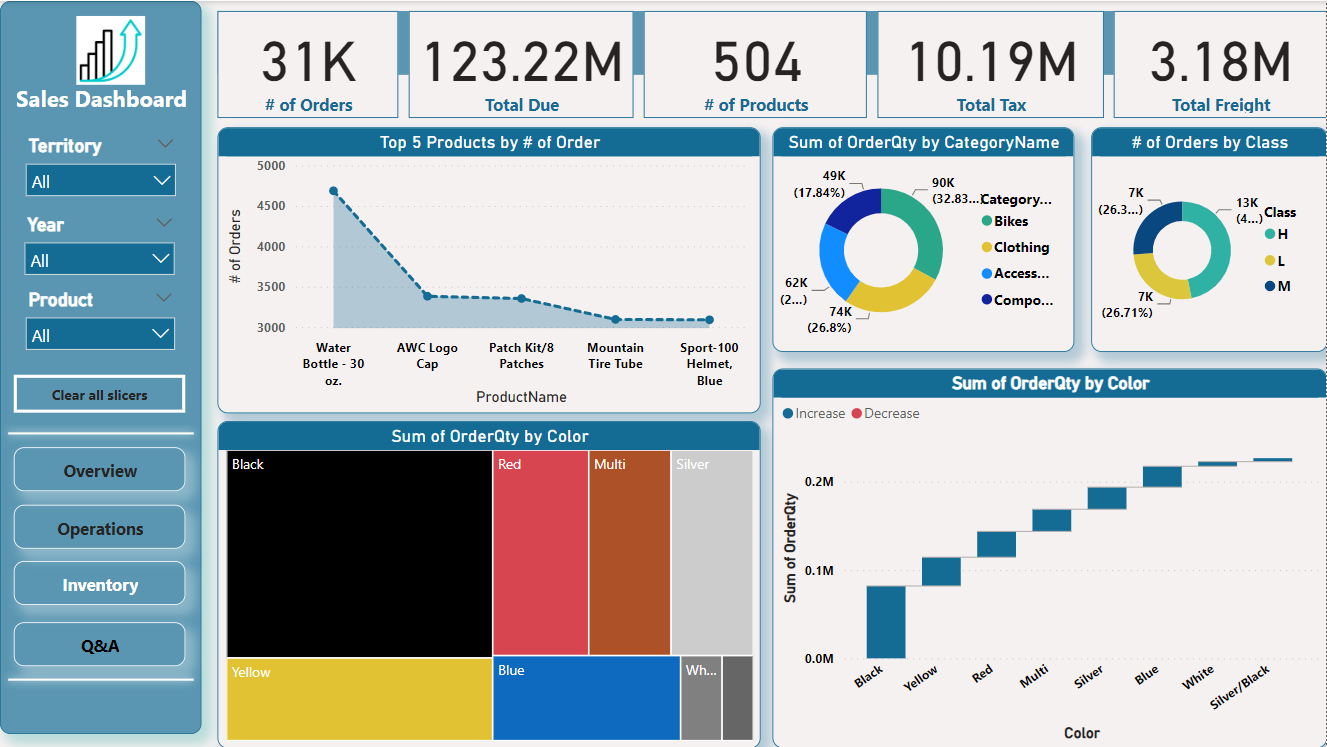 Sales Dashboard
Territory
All
Year
All
Product
All
Clear all slicers
Overview
Operations
Inventory
Q&A
31K
# of Orders
123.22M
Total Due
504
# of Products
10.19M
Total Tax
3.18M
Total Freight
Top 5 Products by # of Order
# of Orders
5000
4500
4000
3500
3000
Water
Bottle - 30
oz.
AWC Logo
Cap
Patch Kit/8
Patches
Mountain
Tire Tube
Sport-100
Helmet,
Blue
ProductName
Sum of OrderQty by CategoryName
49K
(17.84%)
90K
(32.83...
62K
(2...)
74K
(26.8%)
Category...
Bikes
Clothing
Access...
Compo...
# of Orders by Class
7K
(26.3...)
13K
(4...)
7K
(26.71%)
Class
H
L
M
Sum of OrderQty by Color
Black
Red
Multi
Silver
Yellow
Blue
Wh...
Sum of OrderQty by Color
Increase
Decrease
Sum of OrderQty
0.2M
0.1M
0.0M
Black
Yellow
Red
Multi
Silver
Blue
White
Silver/Black
Color